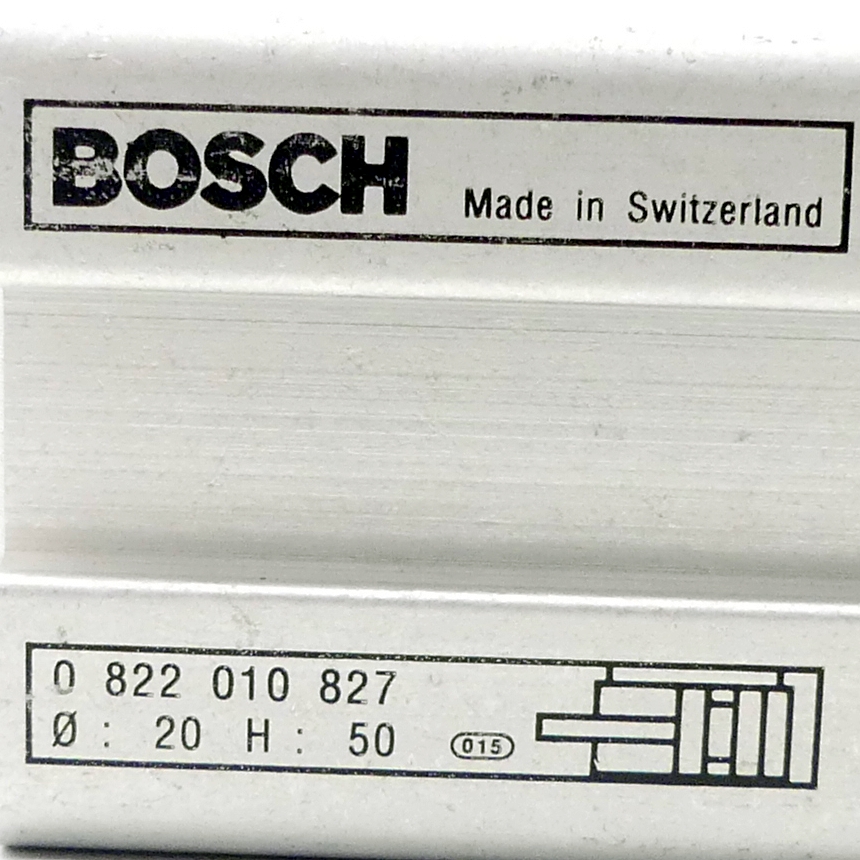 BOSCH Made in Switzerland
0 822 010 827
Ø : 20 H : 50 015